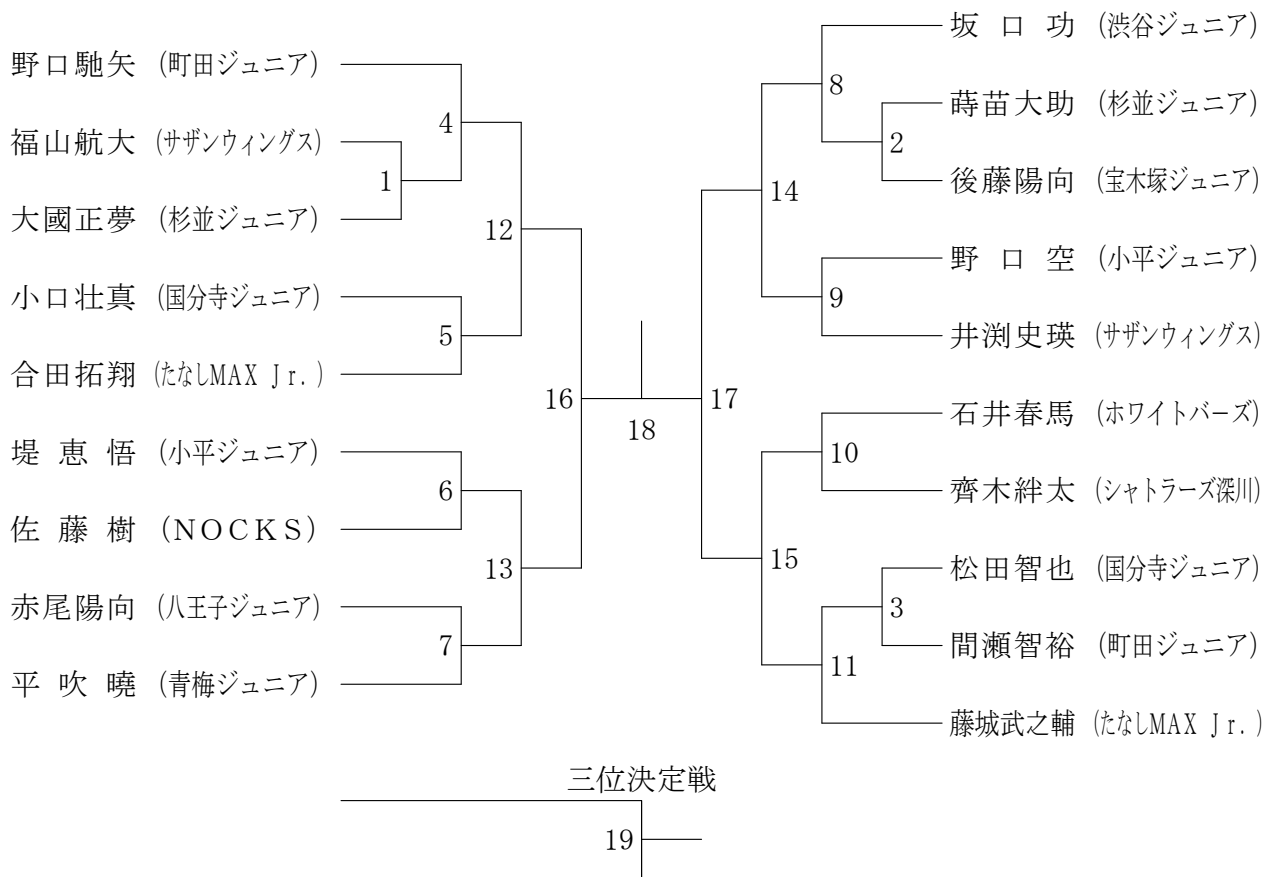 野口馳矢 (町田ジュニア)
福山航大 (サザンウィングス)
大國正夢 (杉並ジュニア)
小口壮真 (国分寺ジュニア)
合田拓翔 (たなしMAX Jr.)
堤恵悟 (小平ジュニア)
佐藤樹 (NOCKS)
赤尾陽向 (八王子ジュニア)
平吹曉 (青梅ジュニア)
4
1
12
5
16
6
13
7
18
坂口功 (渋谷ジュニア)
蒔苗大助 (杉並ジュニア)
後藤陽向 (宝木塚ジュニア)
野口空 (小平ジュニア)
井渕史瑛 (サザンウィングス)
石井春馬 (ホワイトバーズ)
齊木絆太 (シャトラーズ深川)
松田智也 (国分寺ジュニア)
間瀬智裕 (町田ジュニア)
藤城武之輔 (たなしMAX Jr.)
8
2
14
9
17
10
15
3
11
三位決定戦
19